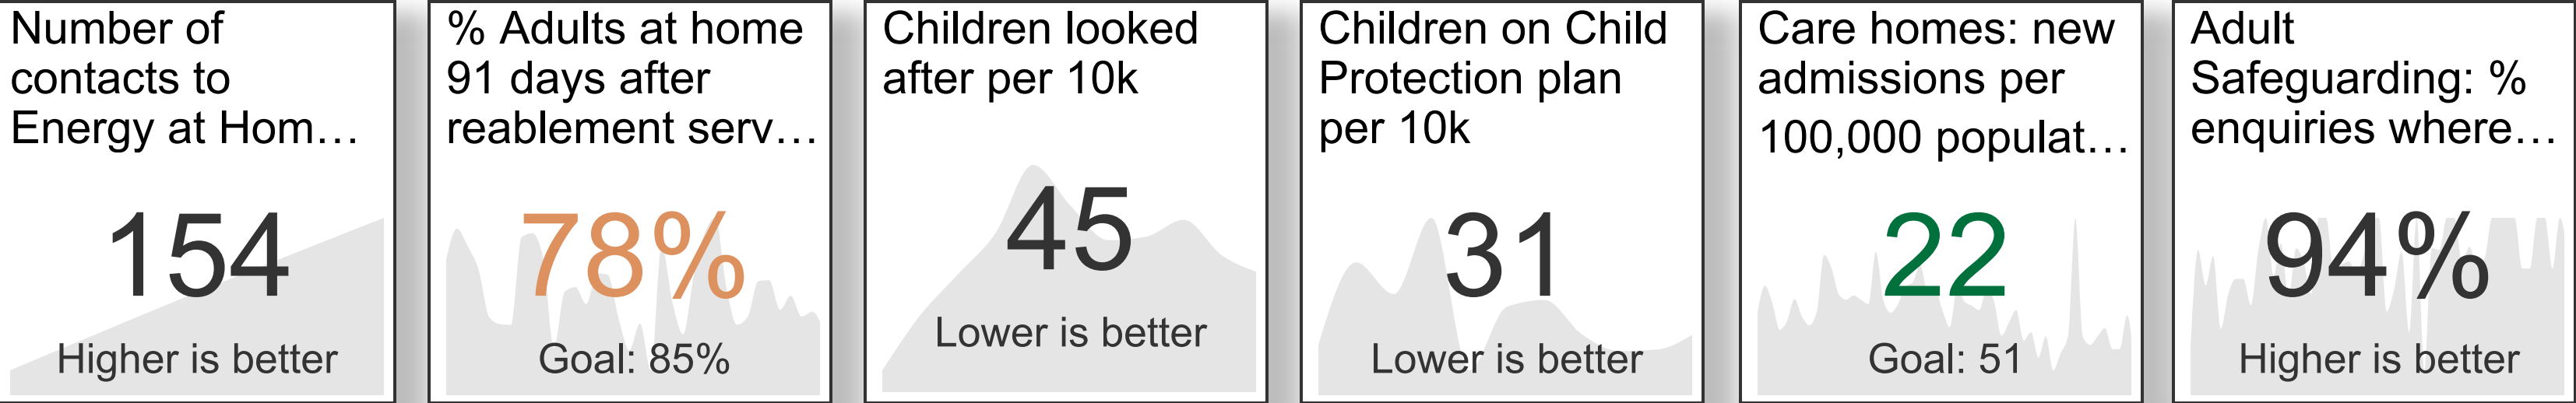 Number of
contacts to
Energy at Hom…
154
Higher is better
% Adults at home
91 days after
reablement serv…
78%
Goal: 85%
Children looked
after per 10k
45
Lower is better
Children on Child
Protection plan
per 10k
31
Lower is better
Care homes: new
admissions per
100,000 populat…
22
Goal: 51
Adult
Safeguarding: %
enquiries where…
94%
Higher is better